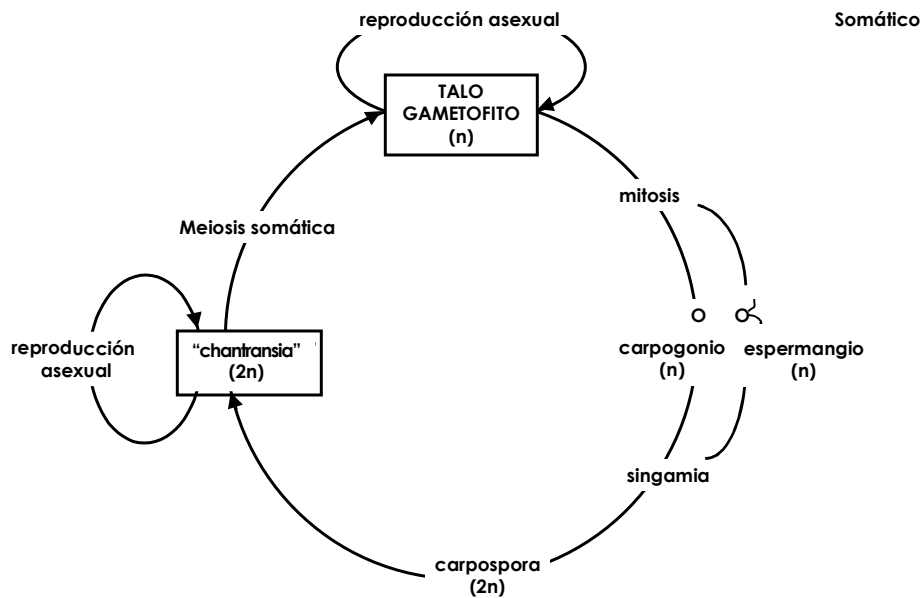 reproducción asexual
Somático
TALO
GAMETOFITO
(n)
mitosis
Meiosis somática
reproducción
asexual
“chantransia”
(2n)
carpogonio
(n)
espermangio
(n)
singamia
carpospora
(2n)